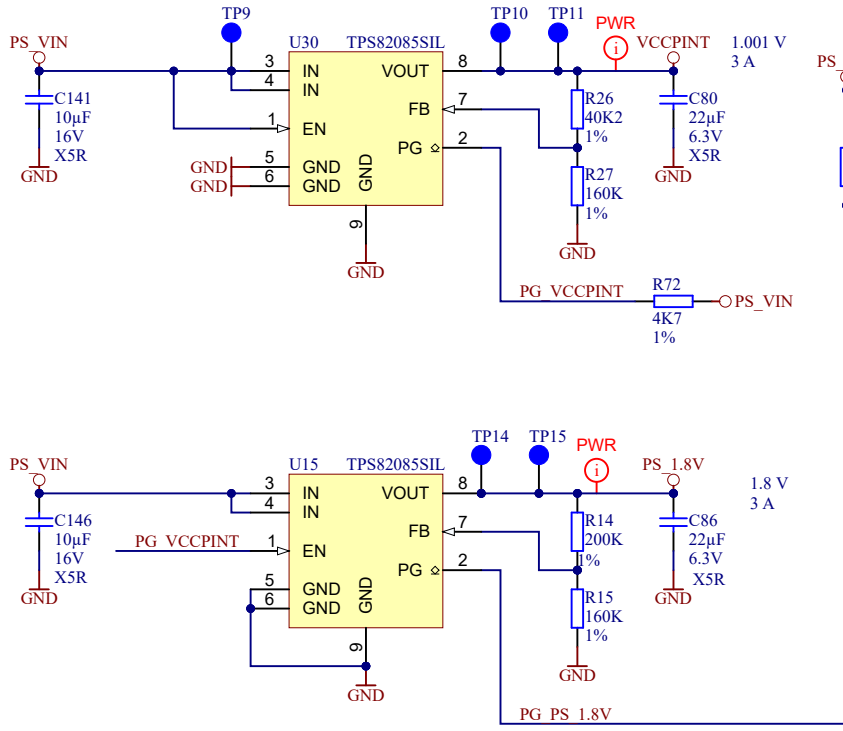 TP9
TP10
TP11
PWR
PS_VIN
U30
TPS82085SIL
VCCPINT
1.001 V
3 A
PS_
3
IN
VOUT
8
4
IN
C141
10µF
16V
X5R
GND
R26
40K2
1%
C80
22µF
6.3V
X5R
GND
FB
7
1
EN
PG
2
GND
5
GND
GND
6
GND
GND
R27
160K
1%
GND
9
GND
PG_VCCPINT
R72
4K7
1%
PS_VIN
TP14
TP15
PWR
PS_VIN
U15
TPS82085SIL
PS_1.8V
1.8 V
3 A
3
IN
VOUT
8
4
IN
C146
10µF
16V
X5R
GND
R14
200K
1%
C86
22µF
6.3V
X5R
GND
FB
7
PG_VCCPINT
1
EN
PG
2
5
GND
6
GND
GND
R15
160K
1%
GND
9
GND
PG_PS_1.8V